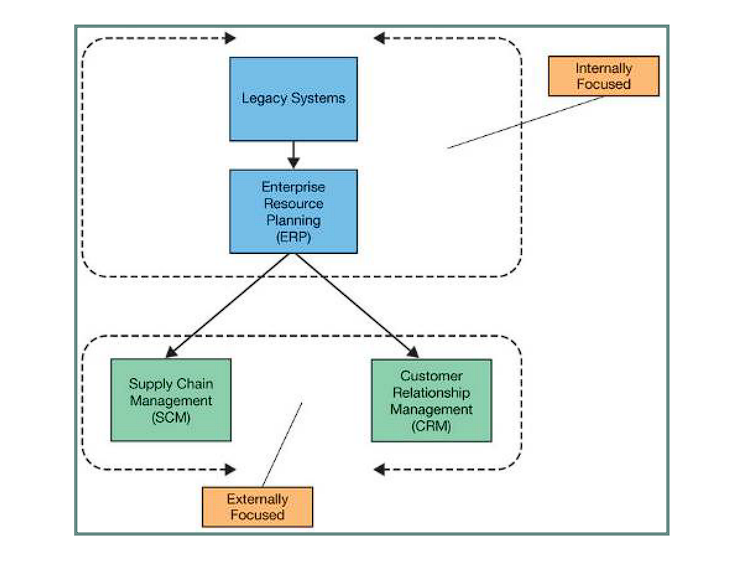 Internally
Focused
Legacy Systems
Enterprise
Resource
Planning
(ERP)
Supply Chain
Management
(SCM)
Customer
Relationship
Management
(CRM)
Externally
Focused